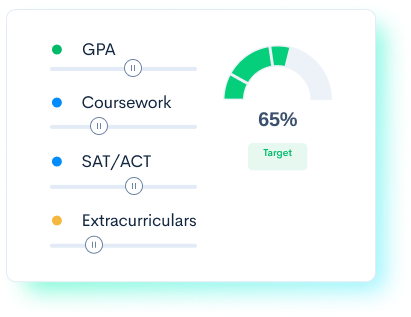 GPA
Coursework
SAT/ACT
Extracurriculars
65%
Target